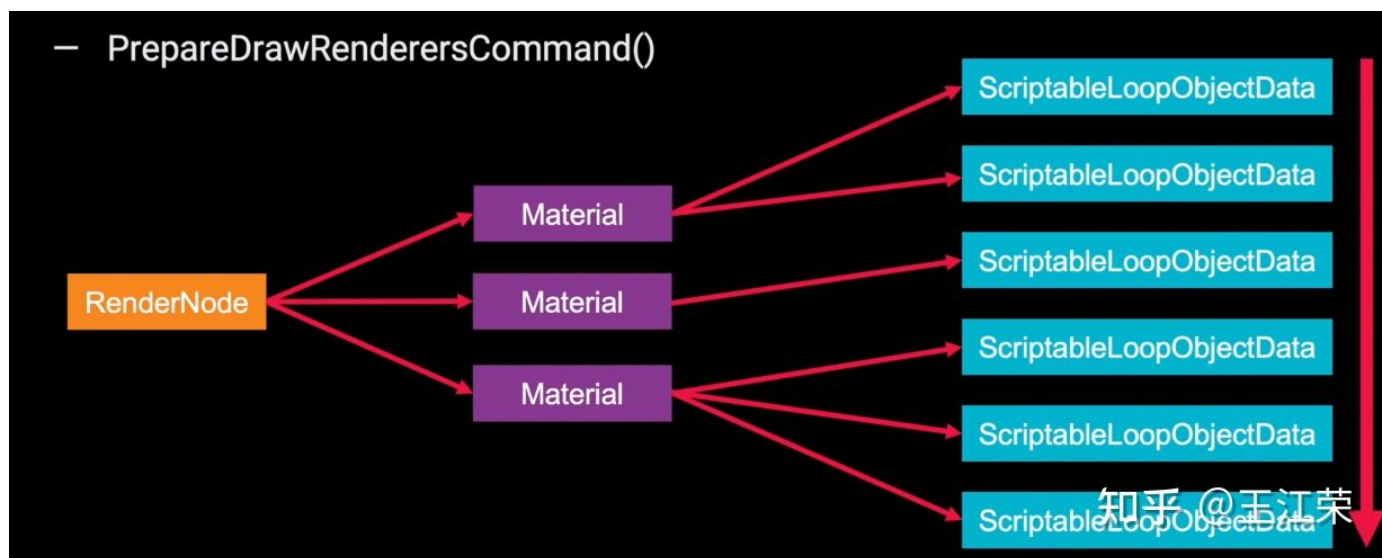 – PrepareDrawRenderersCommand()
ScriptableLoopObjectData
ScriptableLoopObjectData
Material
ScriptableLoopObjectData
RenderNode
Material
ScriptableLoopObjectData
Material
ScriptableLoopObjectData
ScriptableLoopObjectData
知乎 @王江荣